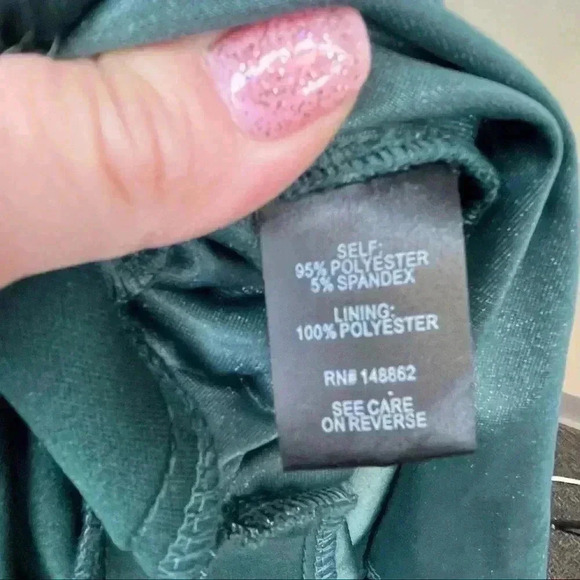 SELF:
95% POLYESTER
5% SPANDEX
LINING:
100% POLYESTER
RN# 148862
SEE CARE
ON REVERSE